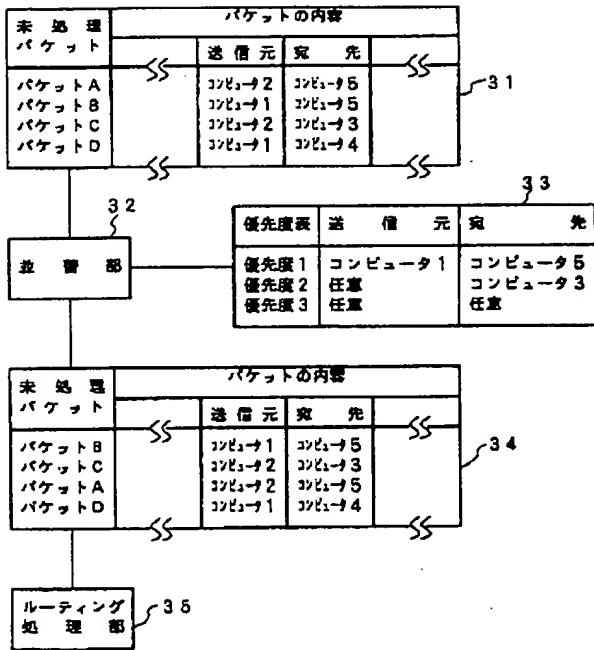 未処理 パケットの内容
パケット 送信元 宛先
パケットA コンピュータ2 コンピュータ5
パケットB コンピュータ1 コンピュータ5
パケットC コンピュータ2 コンピュータ3
パケットD コンピュータ1 コンピュータ4
31
32
並替部
33
優先度表 送信元 宛先
優先度1 コンピュータ1 コンピュータ5
優先度2 任意 コンピュータ3
優先度3 任意 任意
未処理 パケットの内容
パケット 送信元 宛先
パケットB コンピュータ1 コンピュータ5
パケットC コンピュータ2 コンピュータ3
パケットA コンピュータ2 コンピュータ5
パケットD コンピュータ1 コンピュータ4
34
ルーティング
処理部
35